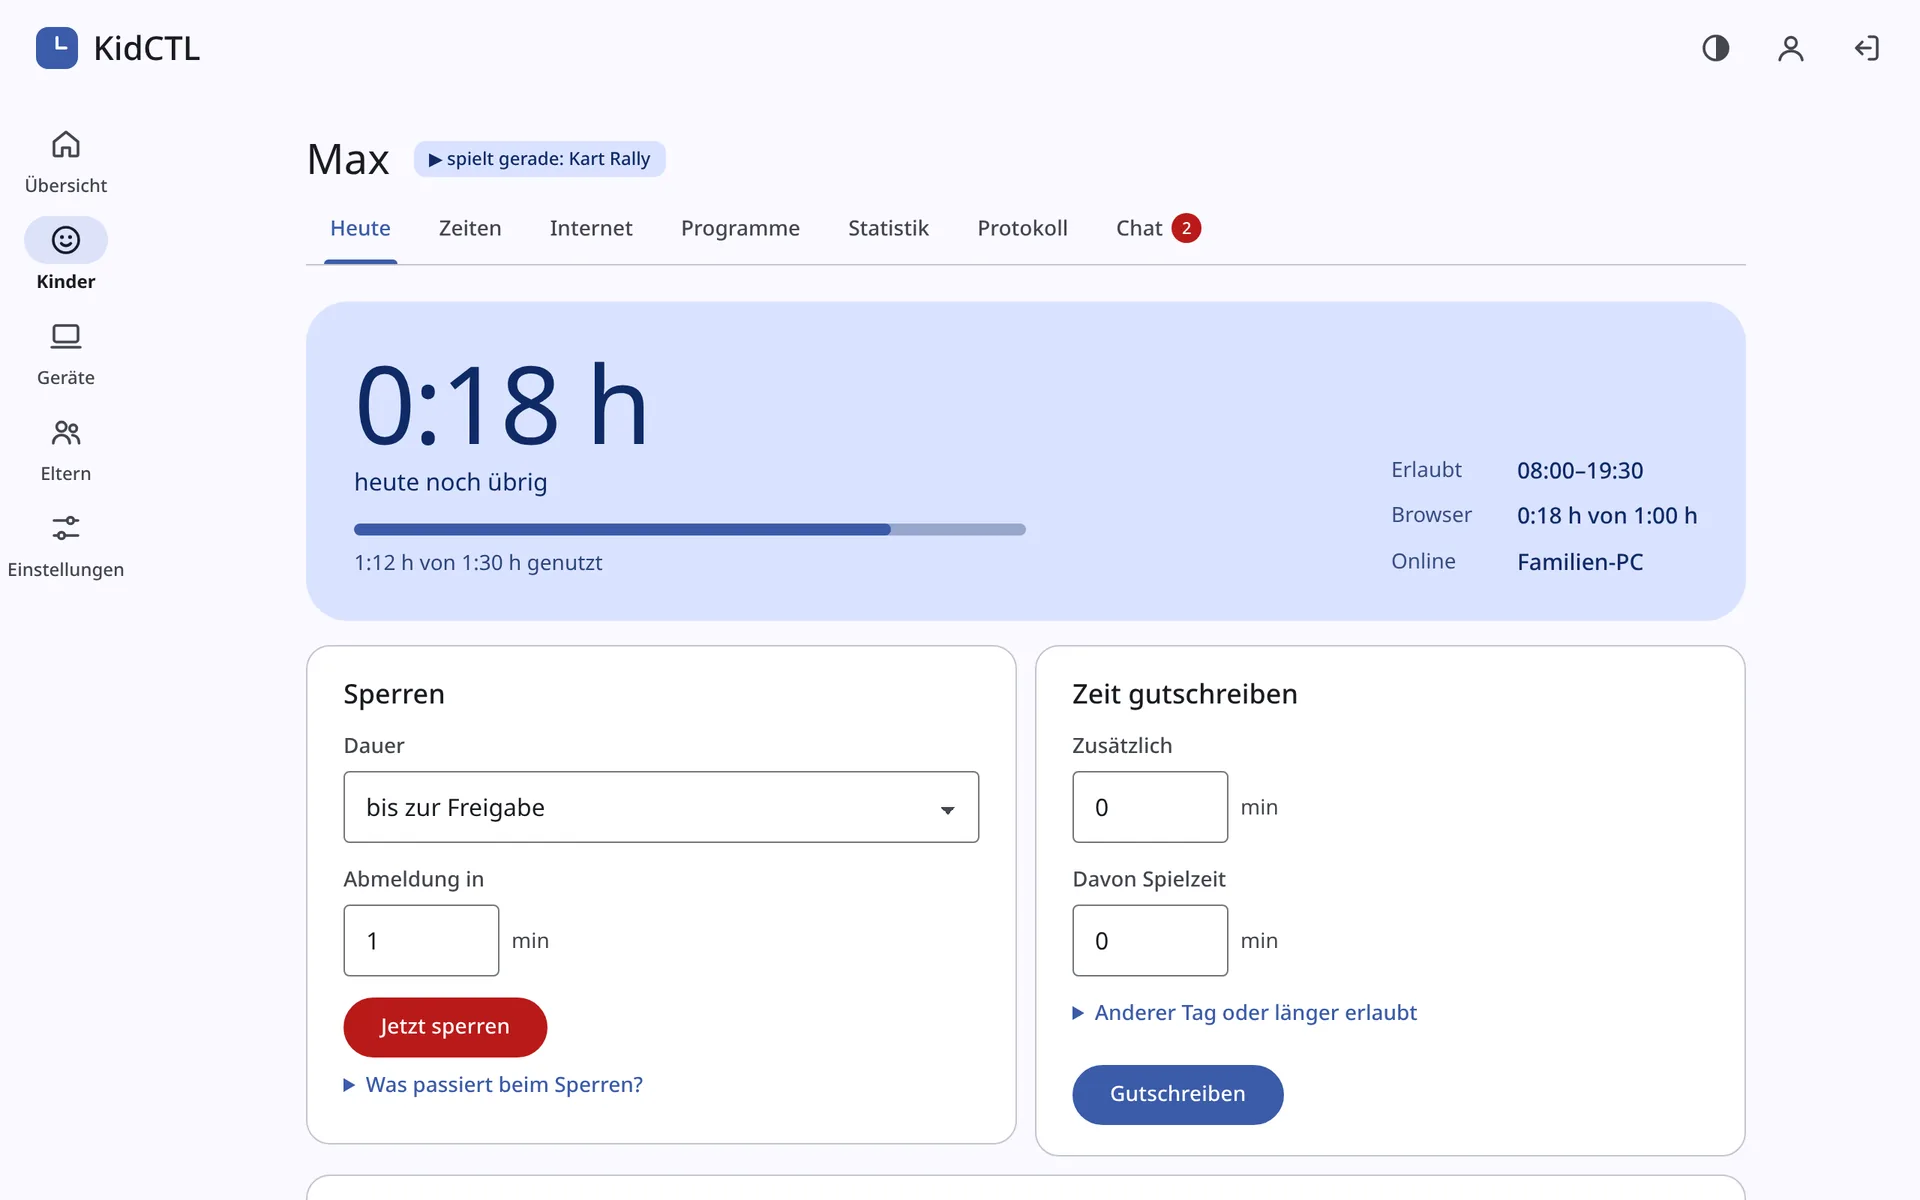 KidCTL
Übersicht
Kinder
Geräte
Eltern
Einstellungen
Max
▶ spielt gerade: Kart Rally
Heute
Zeiten
Internet
Programme
Statistik
Protokoll
Chat 2
0:18 h
heute noch übrig
1:12 h von 1:30 h genutzt
Erlaubt 08:00–19:30
Browser 0:18 h von 1:00 h
Online Familien-PC
Sperren
Dauer
bis zur Freigabe
Abmeldung in
1 min
Jetzt sperren
▶ Was passiert beim Sperren?
Zeit gutschreiben
Zusätzlich
0 min
Davon Spielzeit
0 min
▶ Anderer Tag oder länger erlaubt
Gutschreiben